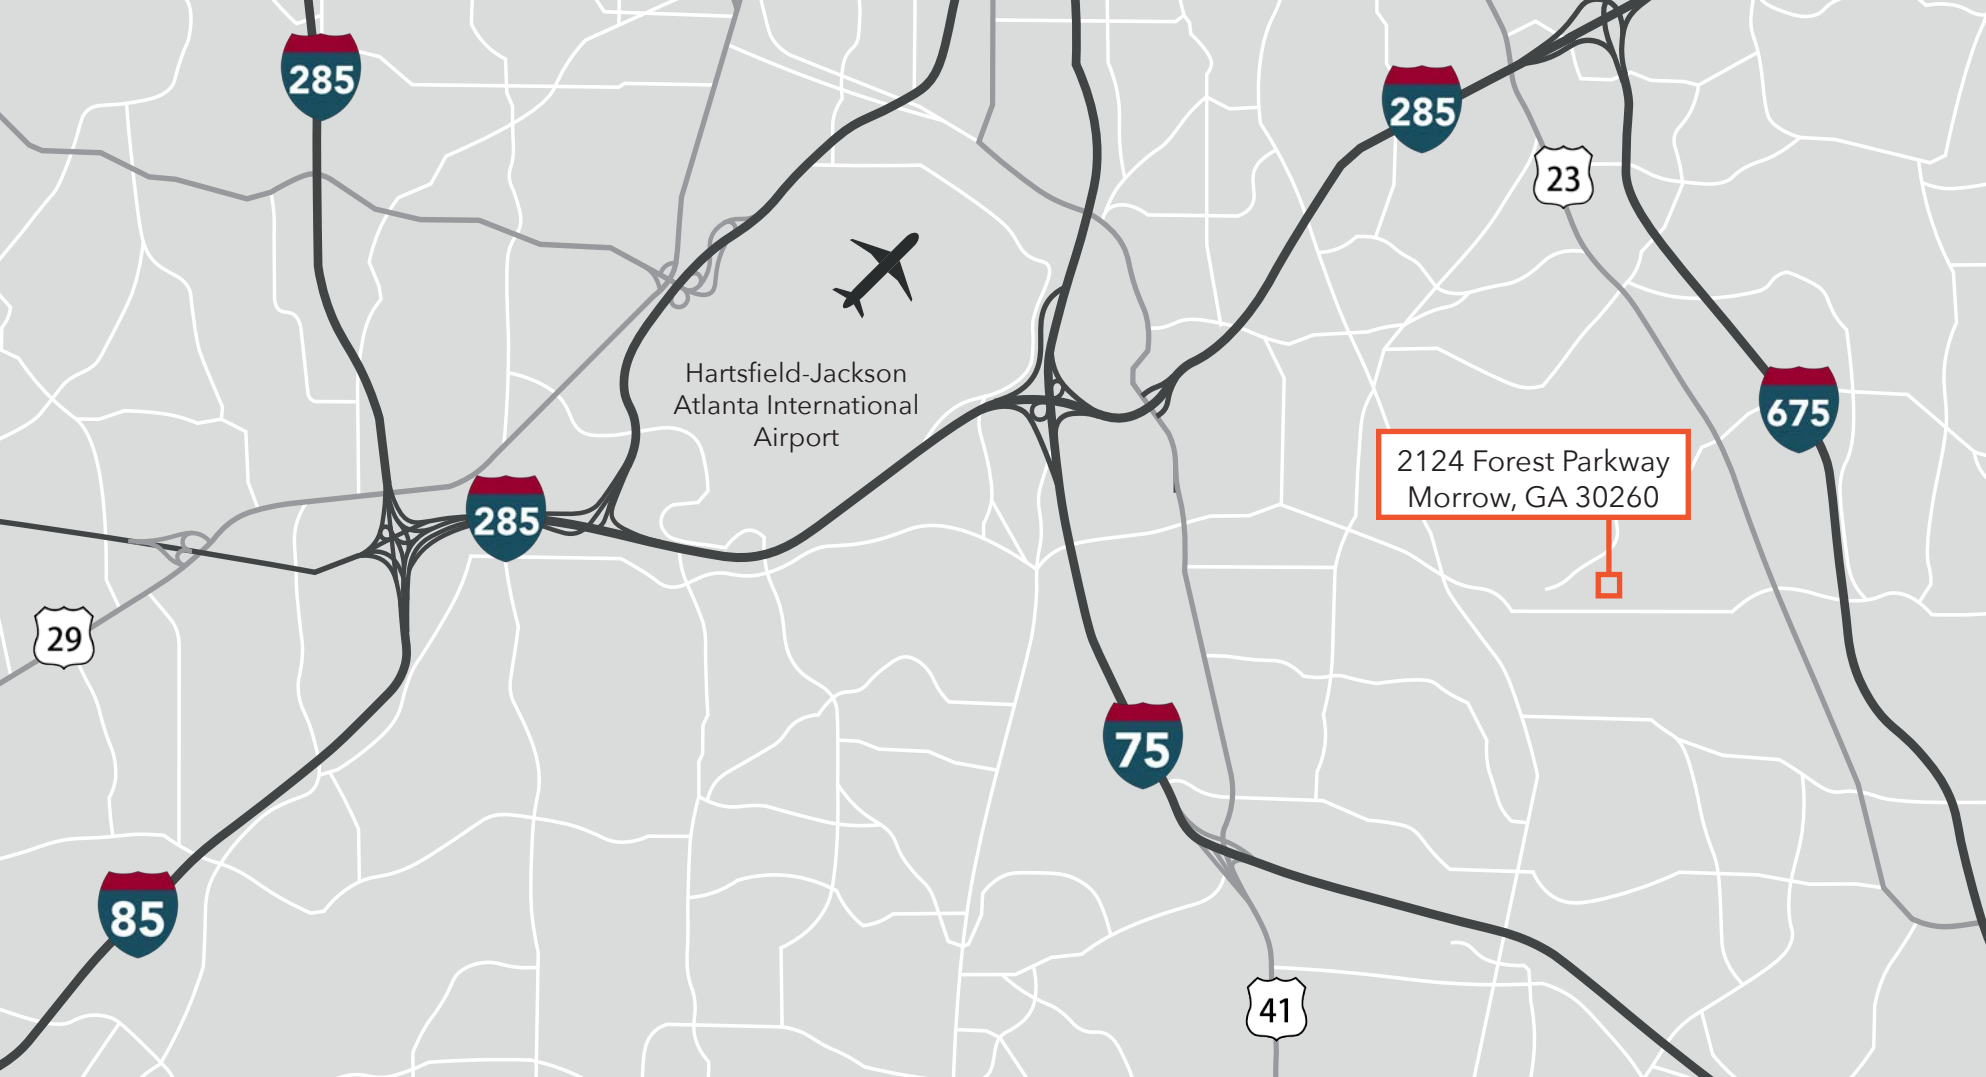 285
285
23
Hartsfield-Jackson
Atlanta International
Airport
675
2124 Forest Parkway
Morrow, GA 30260
285
29
75
85
41